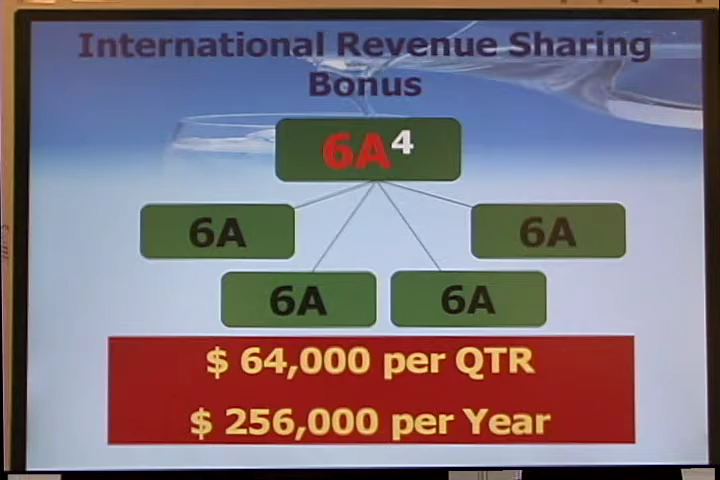 International Revenue Sharing
Bonus
6A4
6A
6A
6A
6A
$ 64,000 per QTR
$ 256,000 per Year